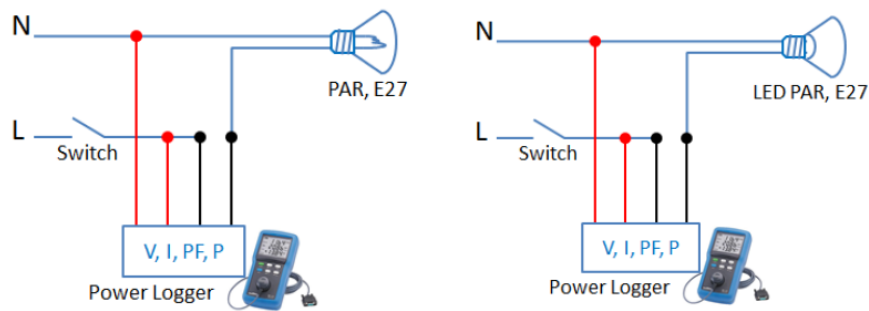 N
PAR, E27
L
Switch
V, I, PF, P
Power Logger
N
LED PAR, E27
L
Switch
V, I, PF, P
Power Logger